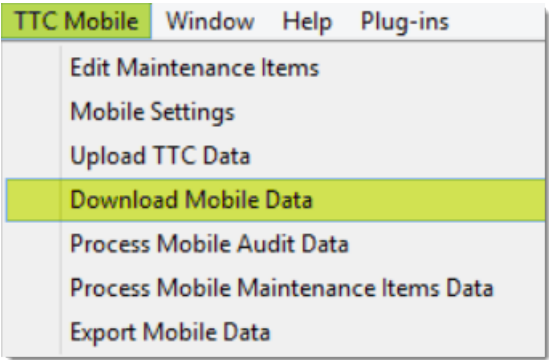 TTC Mobile Window Help Plug-ins
Edit Maintenance Items
Mobile Settings
Upload TTC Data
Download Mobile Data
Process Mobile Audit Data
Process Mobile Maintenance Items Data
Export Mobile Data